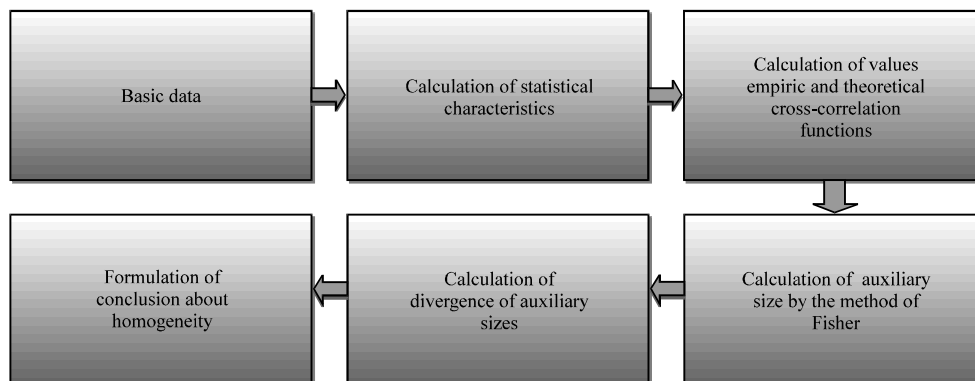 Basic data
Calculation of statistical
characteristics
Calculation of values
empiric and theoretical
cross-correlation
functions
Calculation of auxiliary
size by the method of
Fisher
Calculation of
divergence of auxiliary
sizes
Formulation of
conclusion about
homogeneity